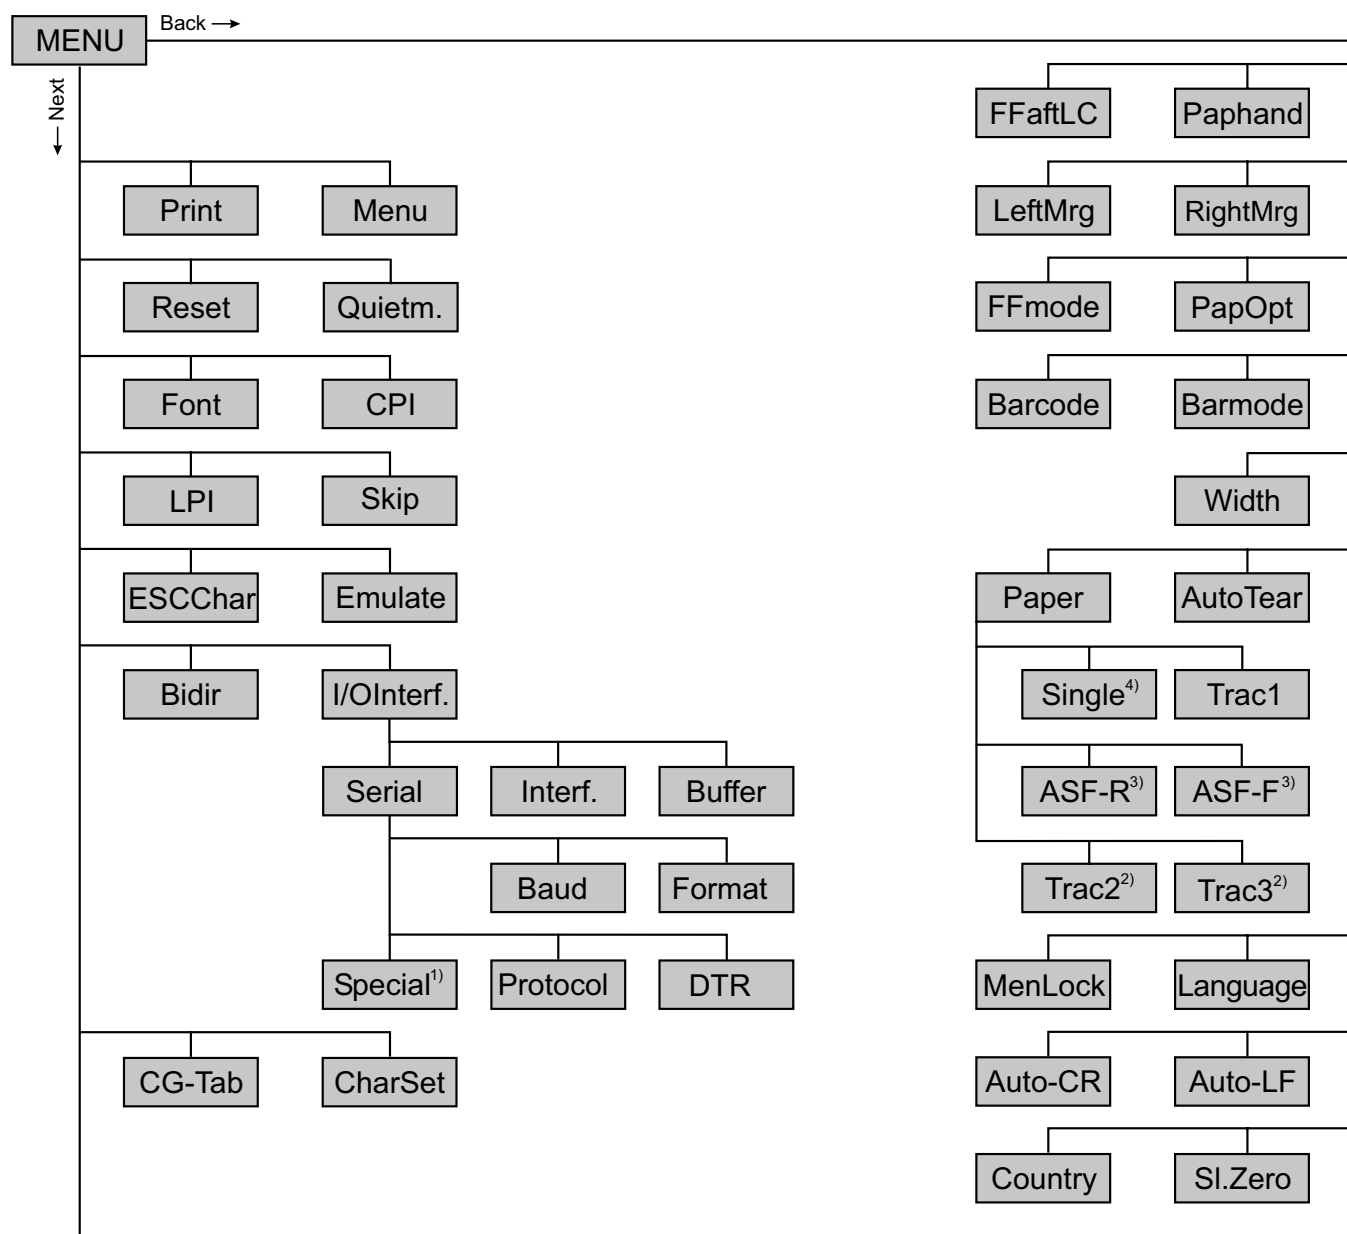 MENU
Back
Next
Print Menu
Reset Quietm.
Font CPI
LPI Skip
ESCChar Emulate
Bidir I/OInterf.
Serial Interf. Buffer
Baud Format
Special1) Protocol DTR
CG-Tab CharSet
FFaftLC Paphand
LeftMrg RightMrg
FFmode PapOpt
Barcode Barmode
Width
Paper AutoTear
Single4) Trac1
ASF-R3) ASF-F3)
Trac22) Trac32)
MenLock Language
Auto-CR Auto-LF
Country Sl.Zero